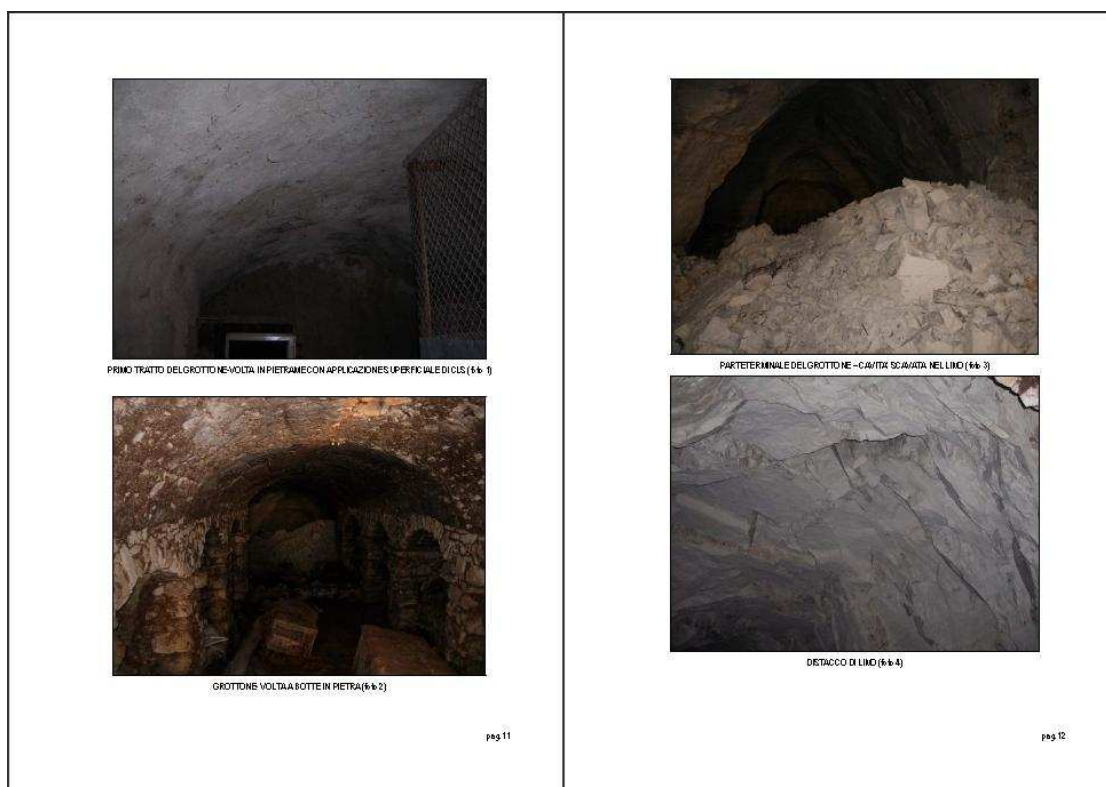 PRIMO TRATTO DEL GROTTONE-VOLTA IN PIETRAME CON APPLICAZIONE SUPERFICIALE DI CLS (foto 1)
GROTTONE- VOLTA A BOTTE IN PIETRA (foto 2)
pag.11
PARTE TERMINALE DEL GROTTONE – CAVITA' SCAVATA NEL LIMO (foto 3)
DISTACCO DI LIMO (foto 4)
pag.12